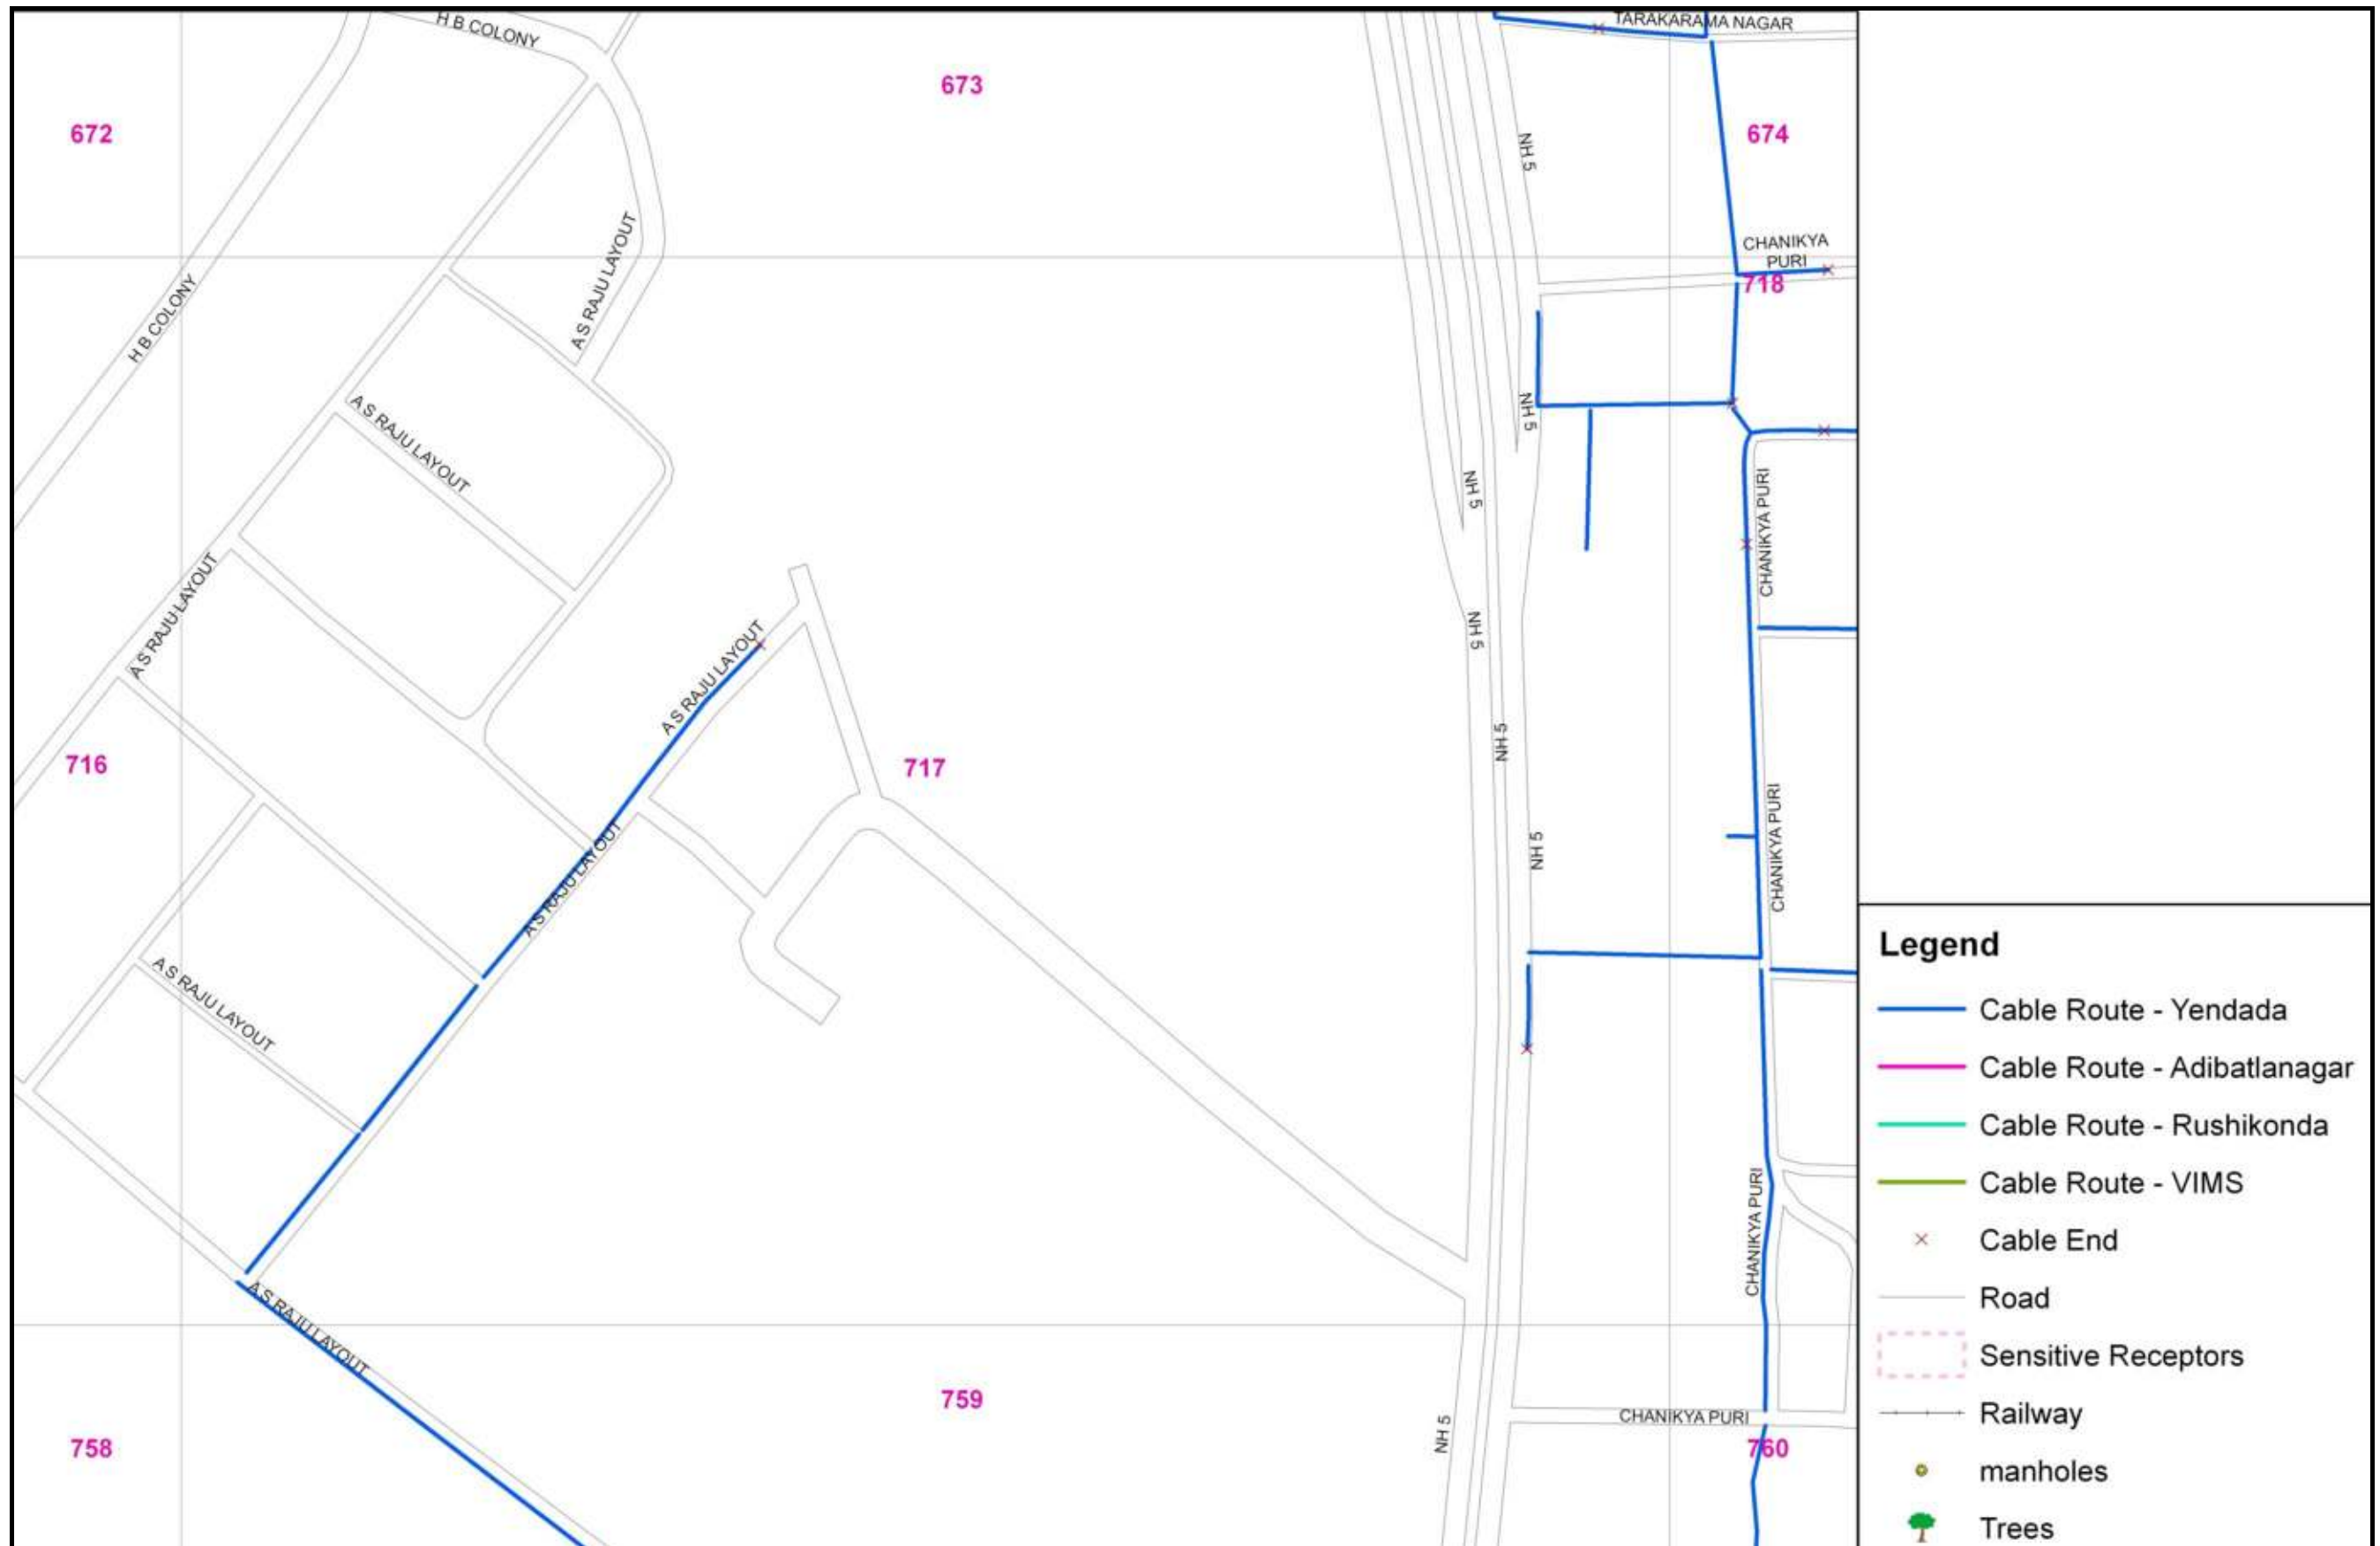 H B COLONY
TARAKARAMA NAGAR
673
672
674
NH 5
A S RAJU LAYOUT
CHANIKYA
PURI
718
H B COLONY
A S RAJU LAYOUT
NH 5
NH 5
CHANIKYA PURI
A S RAJU LAYOUT
NH 5
A S RAJU LAYOUT
716
717
NH 5
A S RAJU LAYOUT
NH 5
CHANIKYA PURI
A S RAJU LAYOUT
CHANIKYA PURI
A S RAJU LAYOUT
759
758
NH 5
CHANIKYA PURI
760
Legend
Cable Route - Yendada
Cable Route - Adibatlanagar
Cable Route - Rushikonda
Cable Route - VIMS
Cable End
Road
Sensitive Receptors
Railway
manholes
Trees